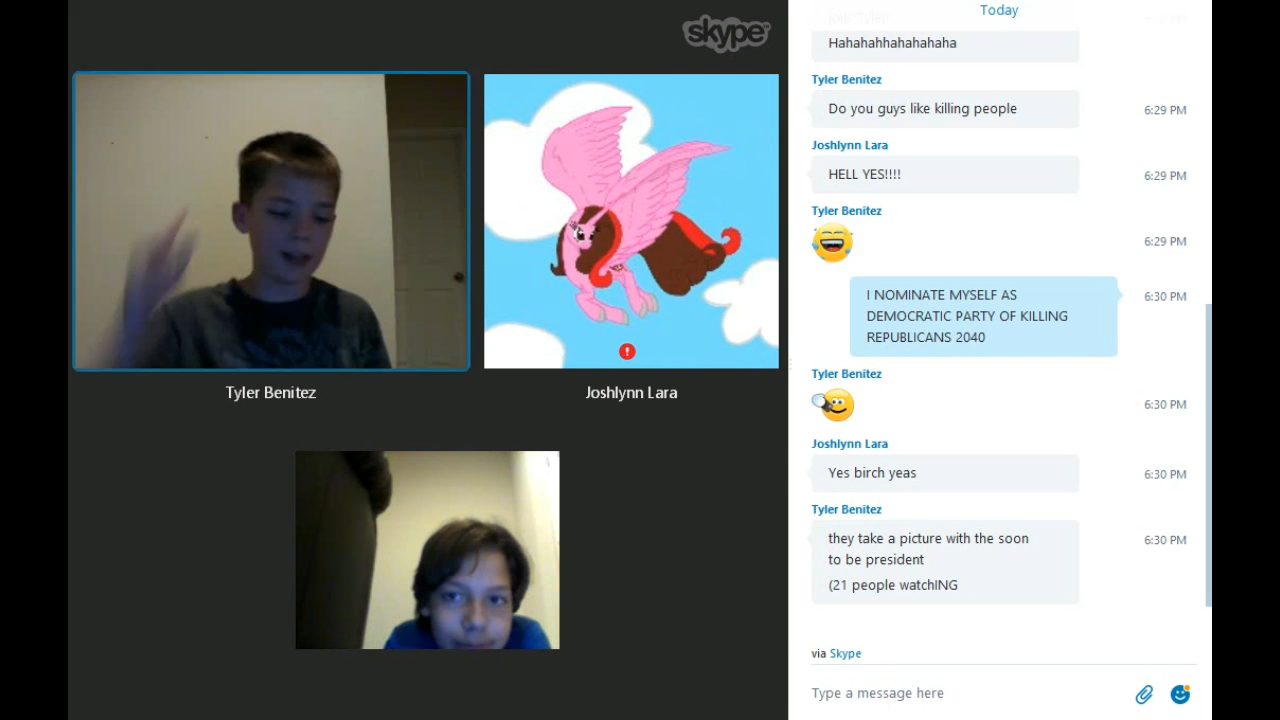 skype
Tyler Benitez
Joshlynn Lara
Today
Hahahahhahahahaha
Tyler Benitez
Do you guys like killing people
6:29 PM
Joshlynn Lara
HELL YES!!!!
6:29 PM
Tyler Benitez
6:29 PM
I NOMINATE MYSELF AS
DEMOCRATIC PARTY OF KILLING
REPUBLICANS 2040
6:30 PM
Tyler Benitez
6:30 PM
Joshlynn Lara
Yes birch yeas
6:30 PM
Tyler Benitez
they take a picture with the soon
to be president
(21 people watchING
6:30 PM
via Skype
Type a message here